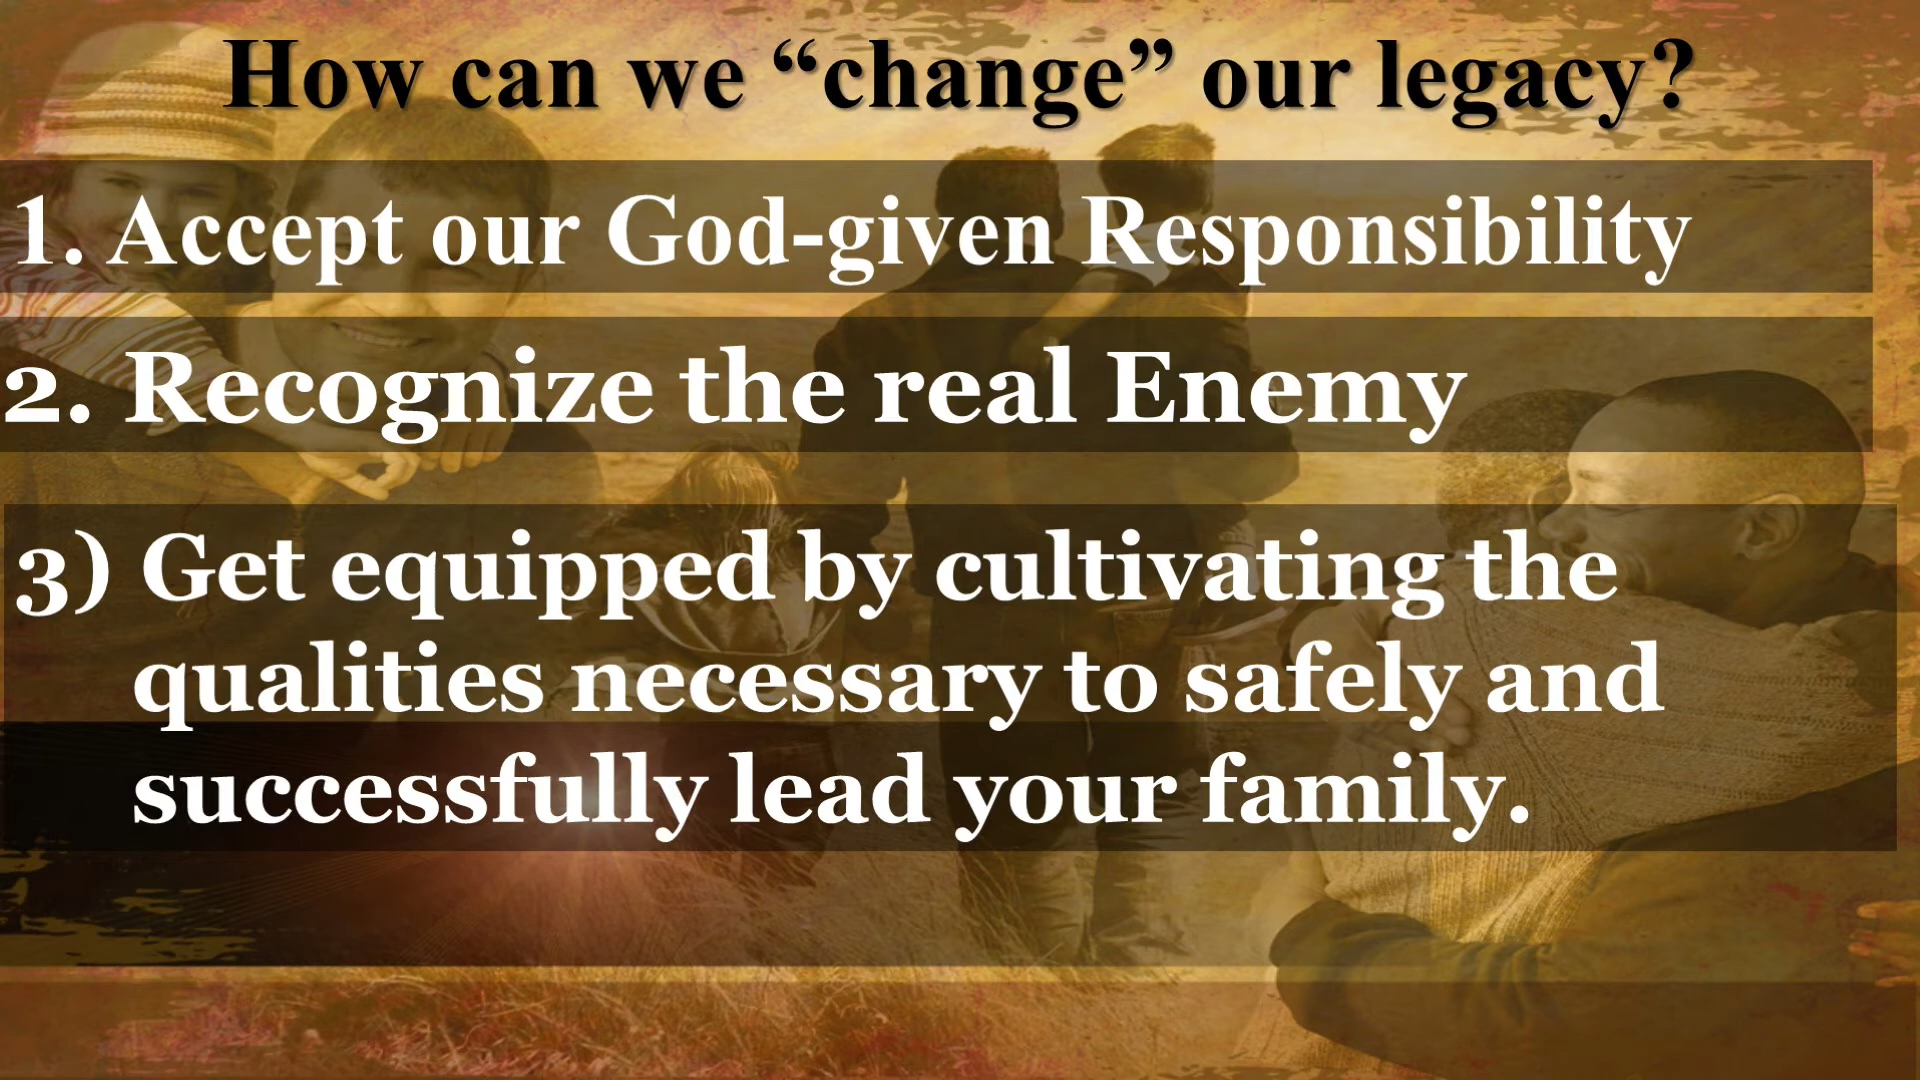 How can we “change” our legacy?
1. Accept our God-given Responsibility
2. Recognize the real Enemy
3) Get equipped by cultivating the
qualities necessary to safely and
successfully lead your family.